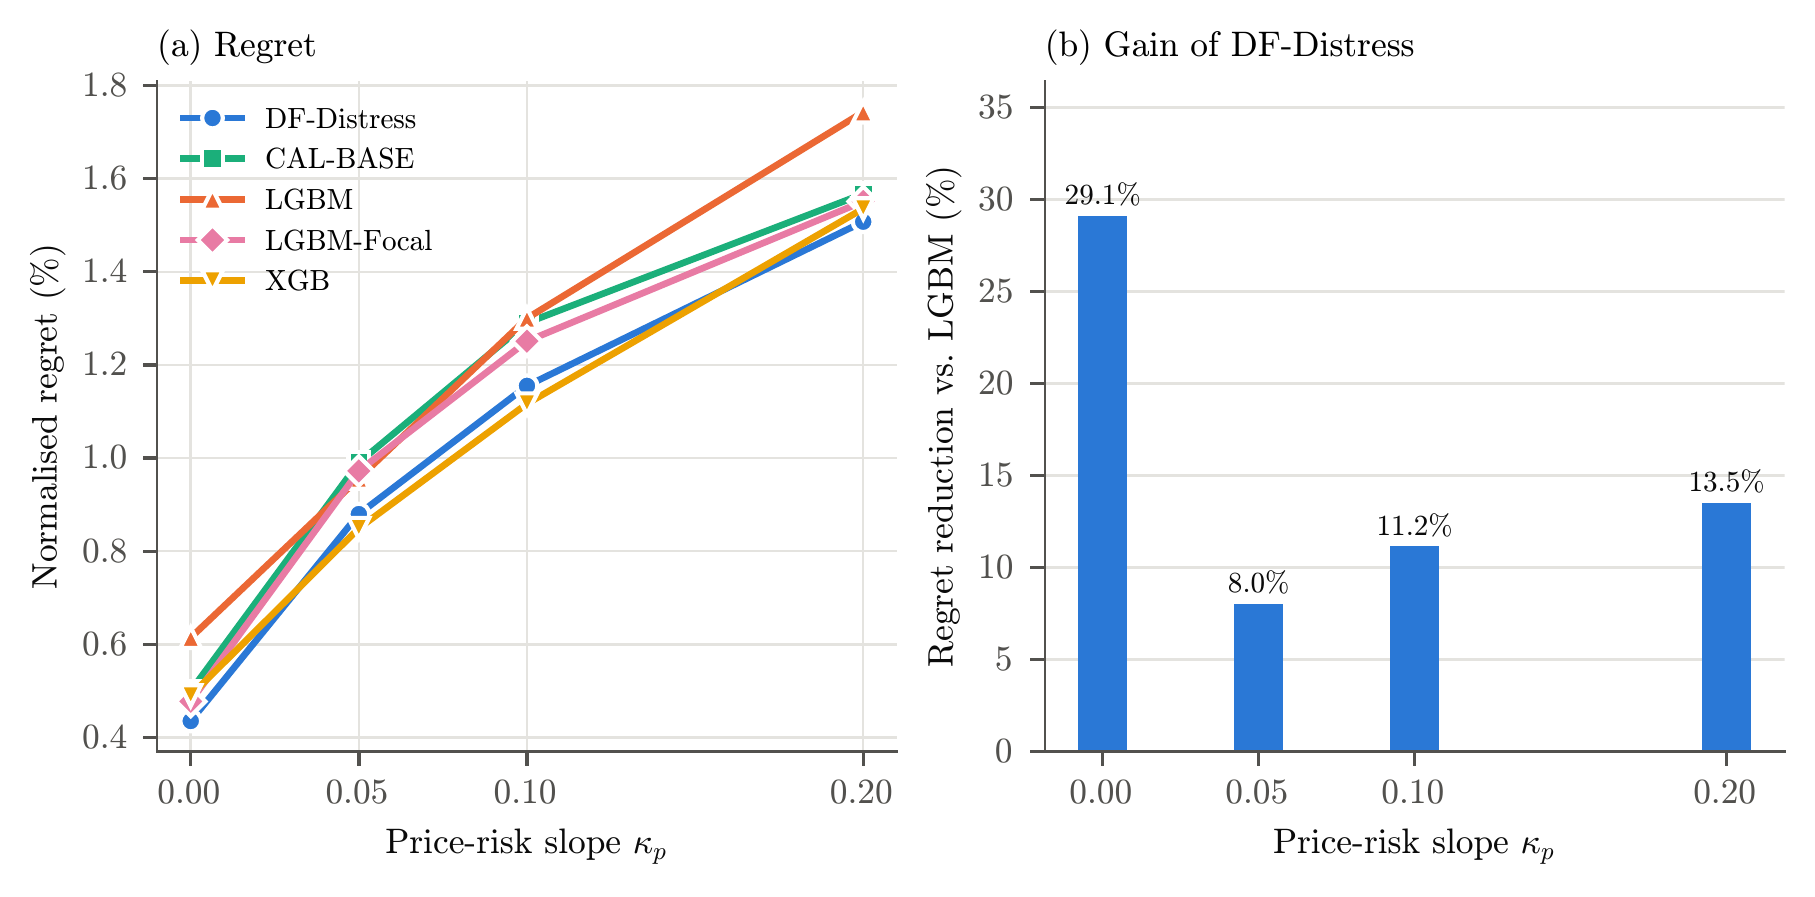 (a) Regret
Normalised regret (%)
1.8
1.6
1.4
1.2
1.0
0.8
0.6
0.4
DF-Distress
CAL-BASE
LGBM
LGBM-Focal
XGB
0.00 0.05 0.10 0.20
Price-risk slope κp
(b) Gain of DF-Distress
Regret reduction vs. LGBM (%)
35
30
25
20
15
10
5
0
29.1%
8.0%
11.2%
13.5%
0.00 0.05 0.10 0.20
Price-risk slope κp